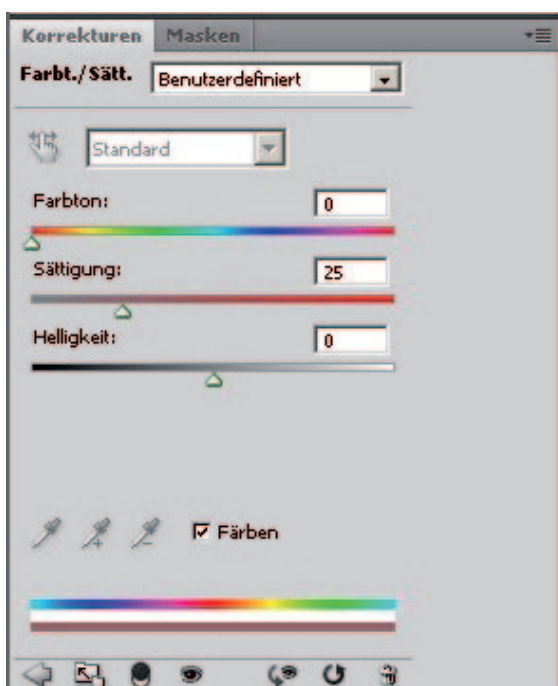 Korrekturen Masken
Farbt./Sätt. Benutzerdefiniert
Standard
Farbton: 0
Sättigung: 25
Helligkeit: 0
Färben